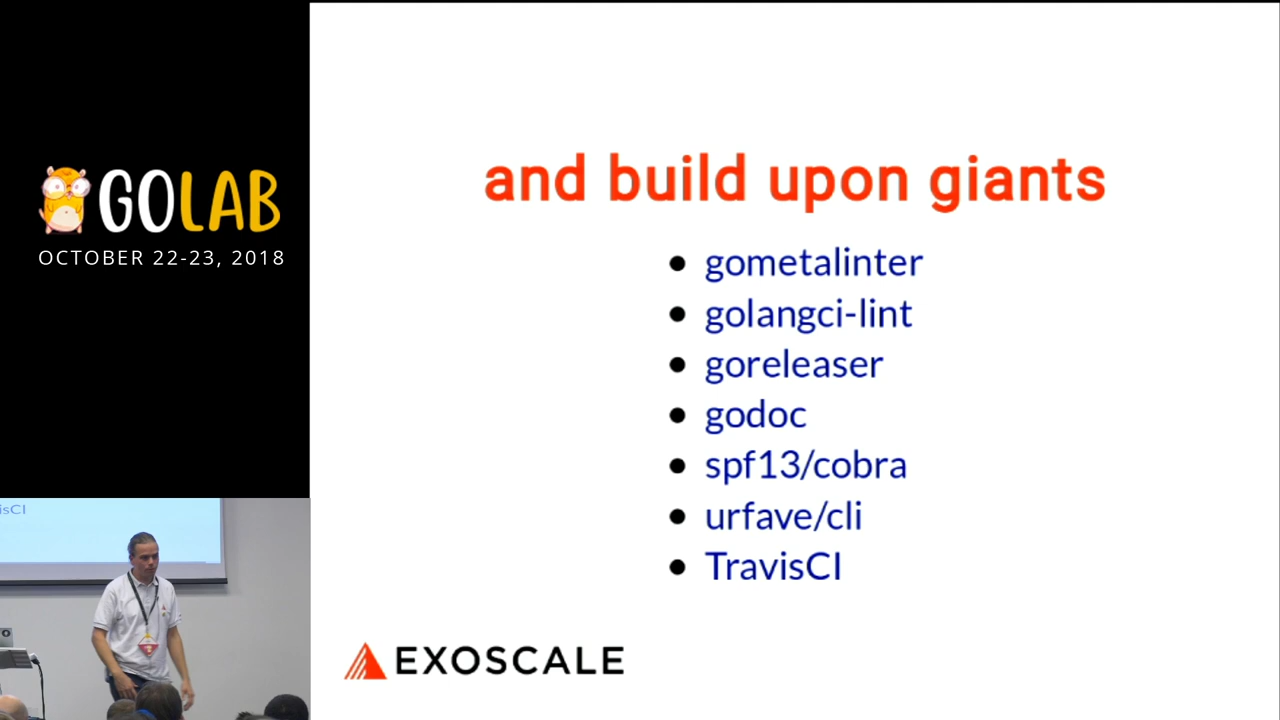 GOLAB
OCTOBER 22-23, 2018
and build upon giants
gometalinter
golangci-lint
goreleaser
godoc
spf13/cobra
urfave/cli
TravisCI
EXOSCALE
isCI